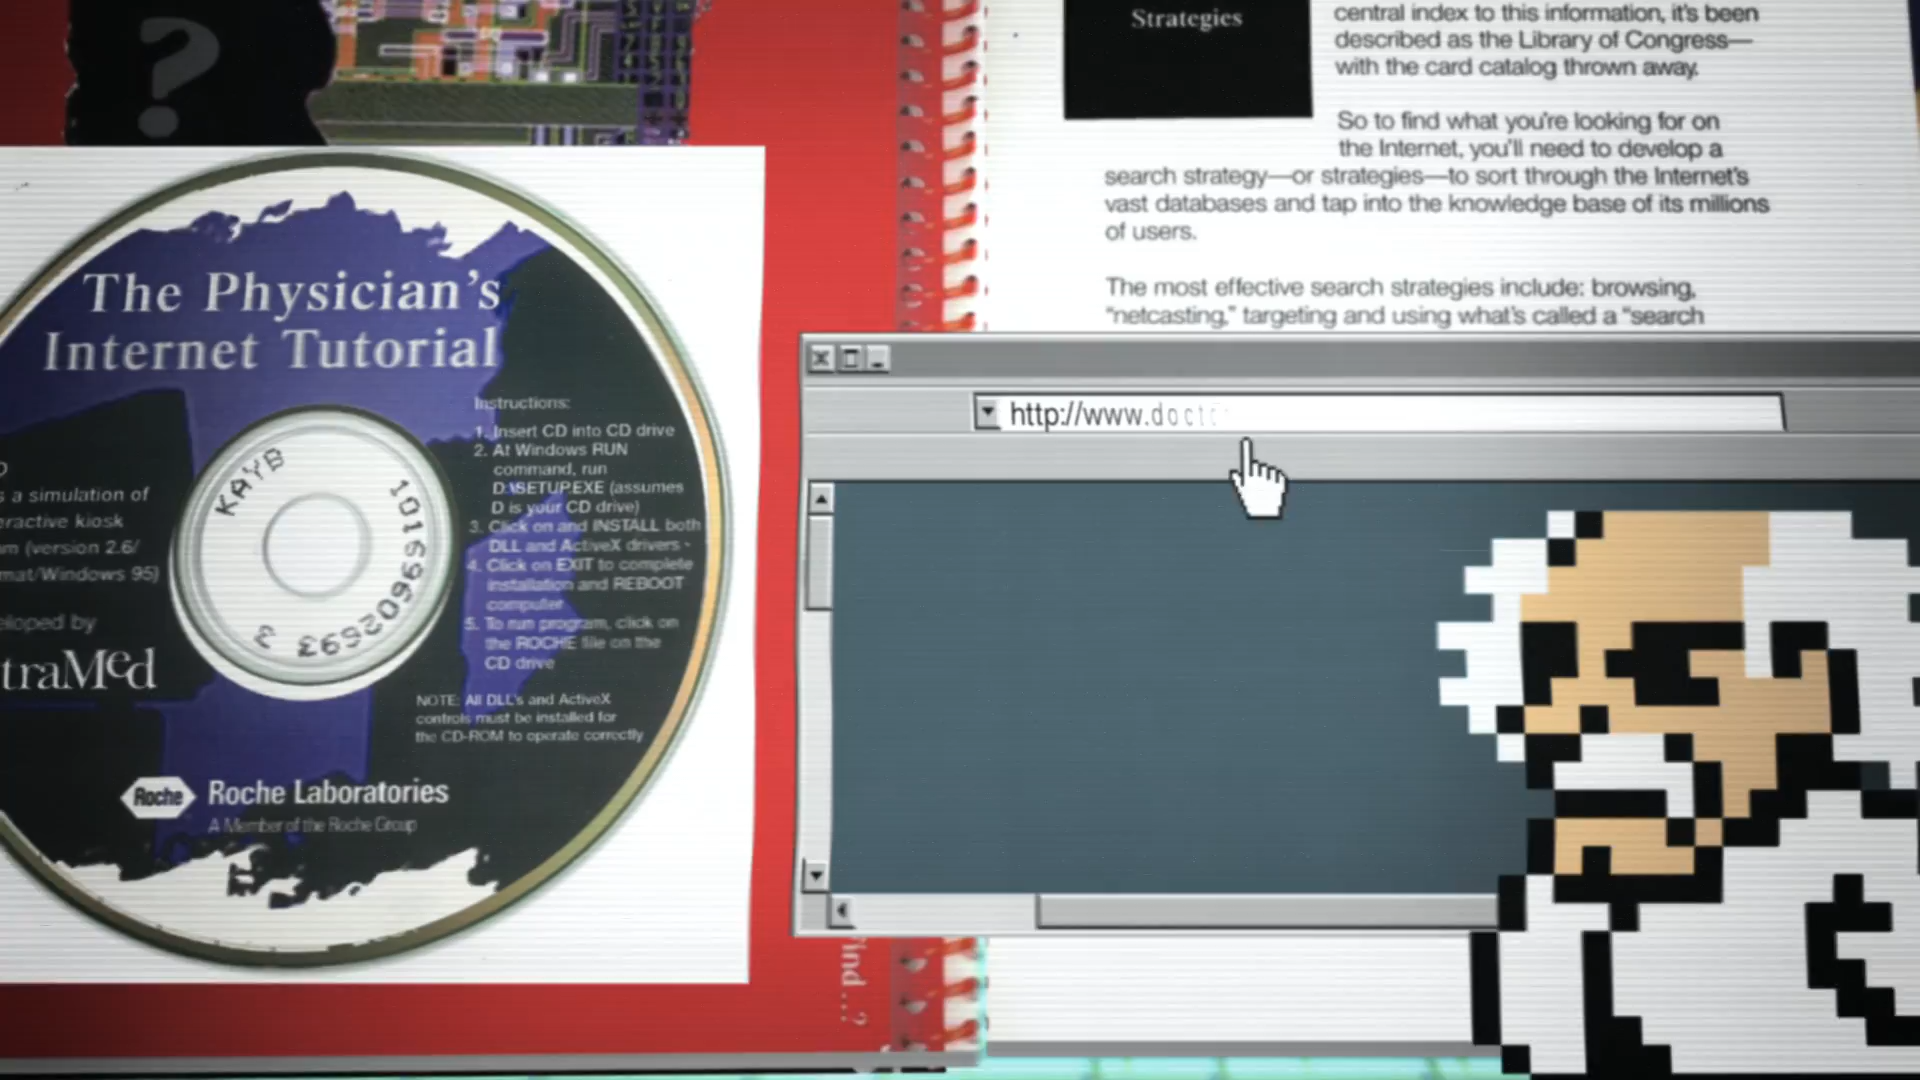 ?
The Physician's
Internet Tutorial
Instructions:
1. Insert CD into CD drive
2. At Windows RUN
command, run
D:\SETUP.EXE (assumes
D is your CD drive)
3. Click on and INSTALL both
DLL and ActiveX drivers -
4. Click on EXIT to complete
installation and REBOOT
computer
5. To run program, click on
the ROCHE file on the
CD drive
NOTE: All DLL's and ActiveX
controls must be installed for
the CD-ROM to operate correctly
s a simulation of
eractive kiosk
m (version 2.6/
mat/Windows 95)
eloped by
traMed
KAYB
10169602693 3
Roche
Roche Laboratories
A Member of the Roche Group
ind...?
Strategies
central index to this information, it's been
described as the Library of Congress—
with the card catalog thrown away.
So to find what you're looking for on
the Internet, you'll need to develop a
search strategy—or strategies—to sort through the Internet's
vast databases and tap into the knowledge base of its millions
of users.
The most effective search strategies include: browsing,
"netcasting," targeting and using what's called a "search
http://www.docto